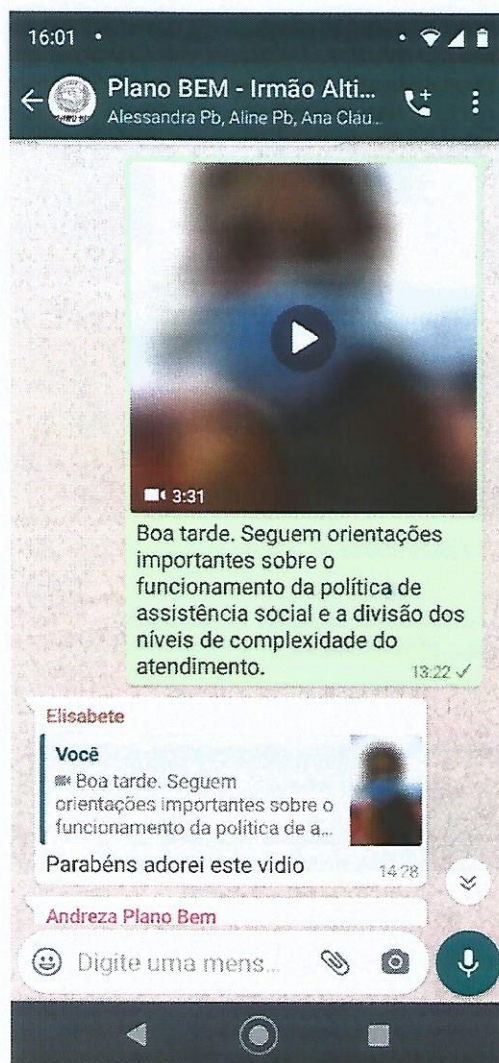 16:01
Plano BEM - Irmão Alti...
Alessandra Pb, Aline Pb, Ana Cláu...
3:31
Boa tarde. Seguem orientações
importantes sobre o
funcionamento da política de
assistência social e a divisão dos
níveis de complexidade do
atendimento.
13:22
Elisabete
Você
Boa tarde. Seguem
orientações importantes sobre o
funcionamento da política de a...
Parabéns adorei este vidio
14:28
Andreza Plano Bem
Digite uma mens...